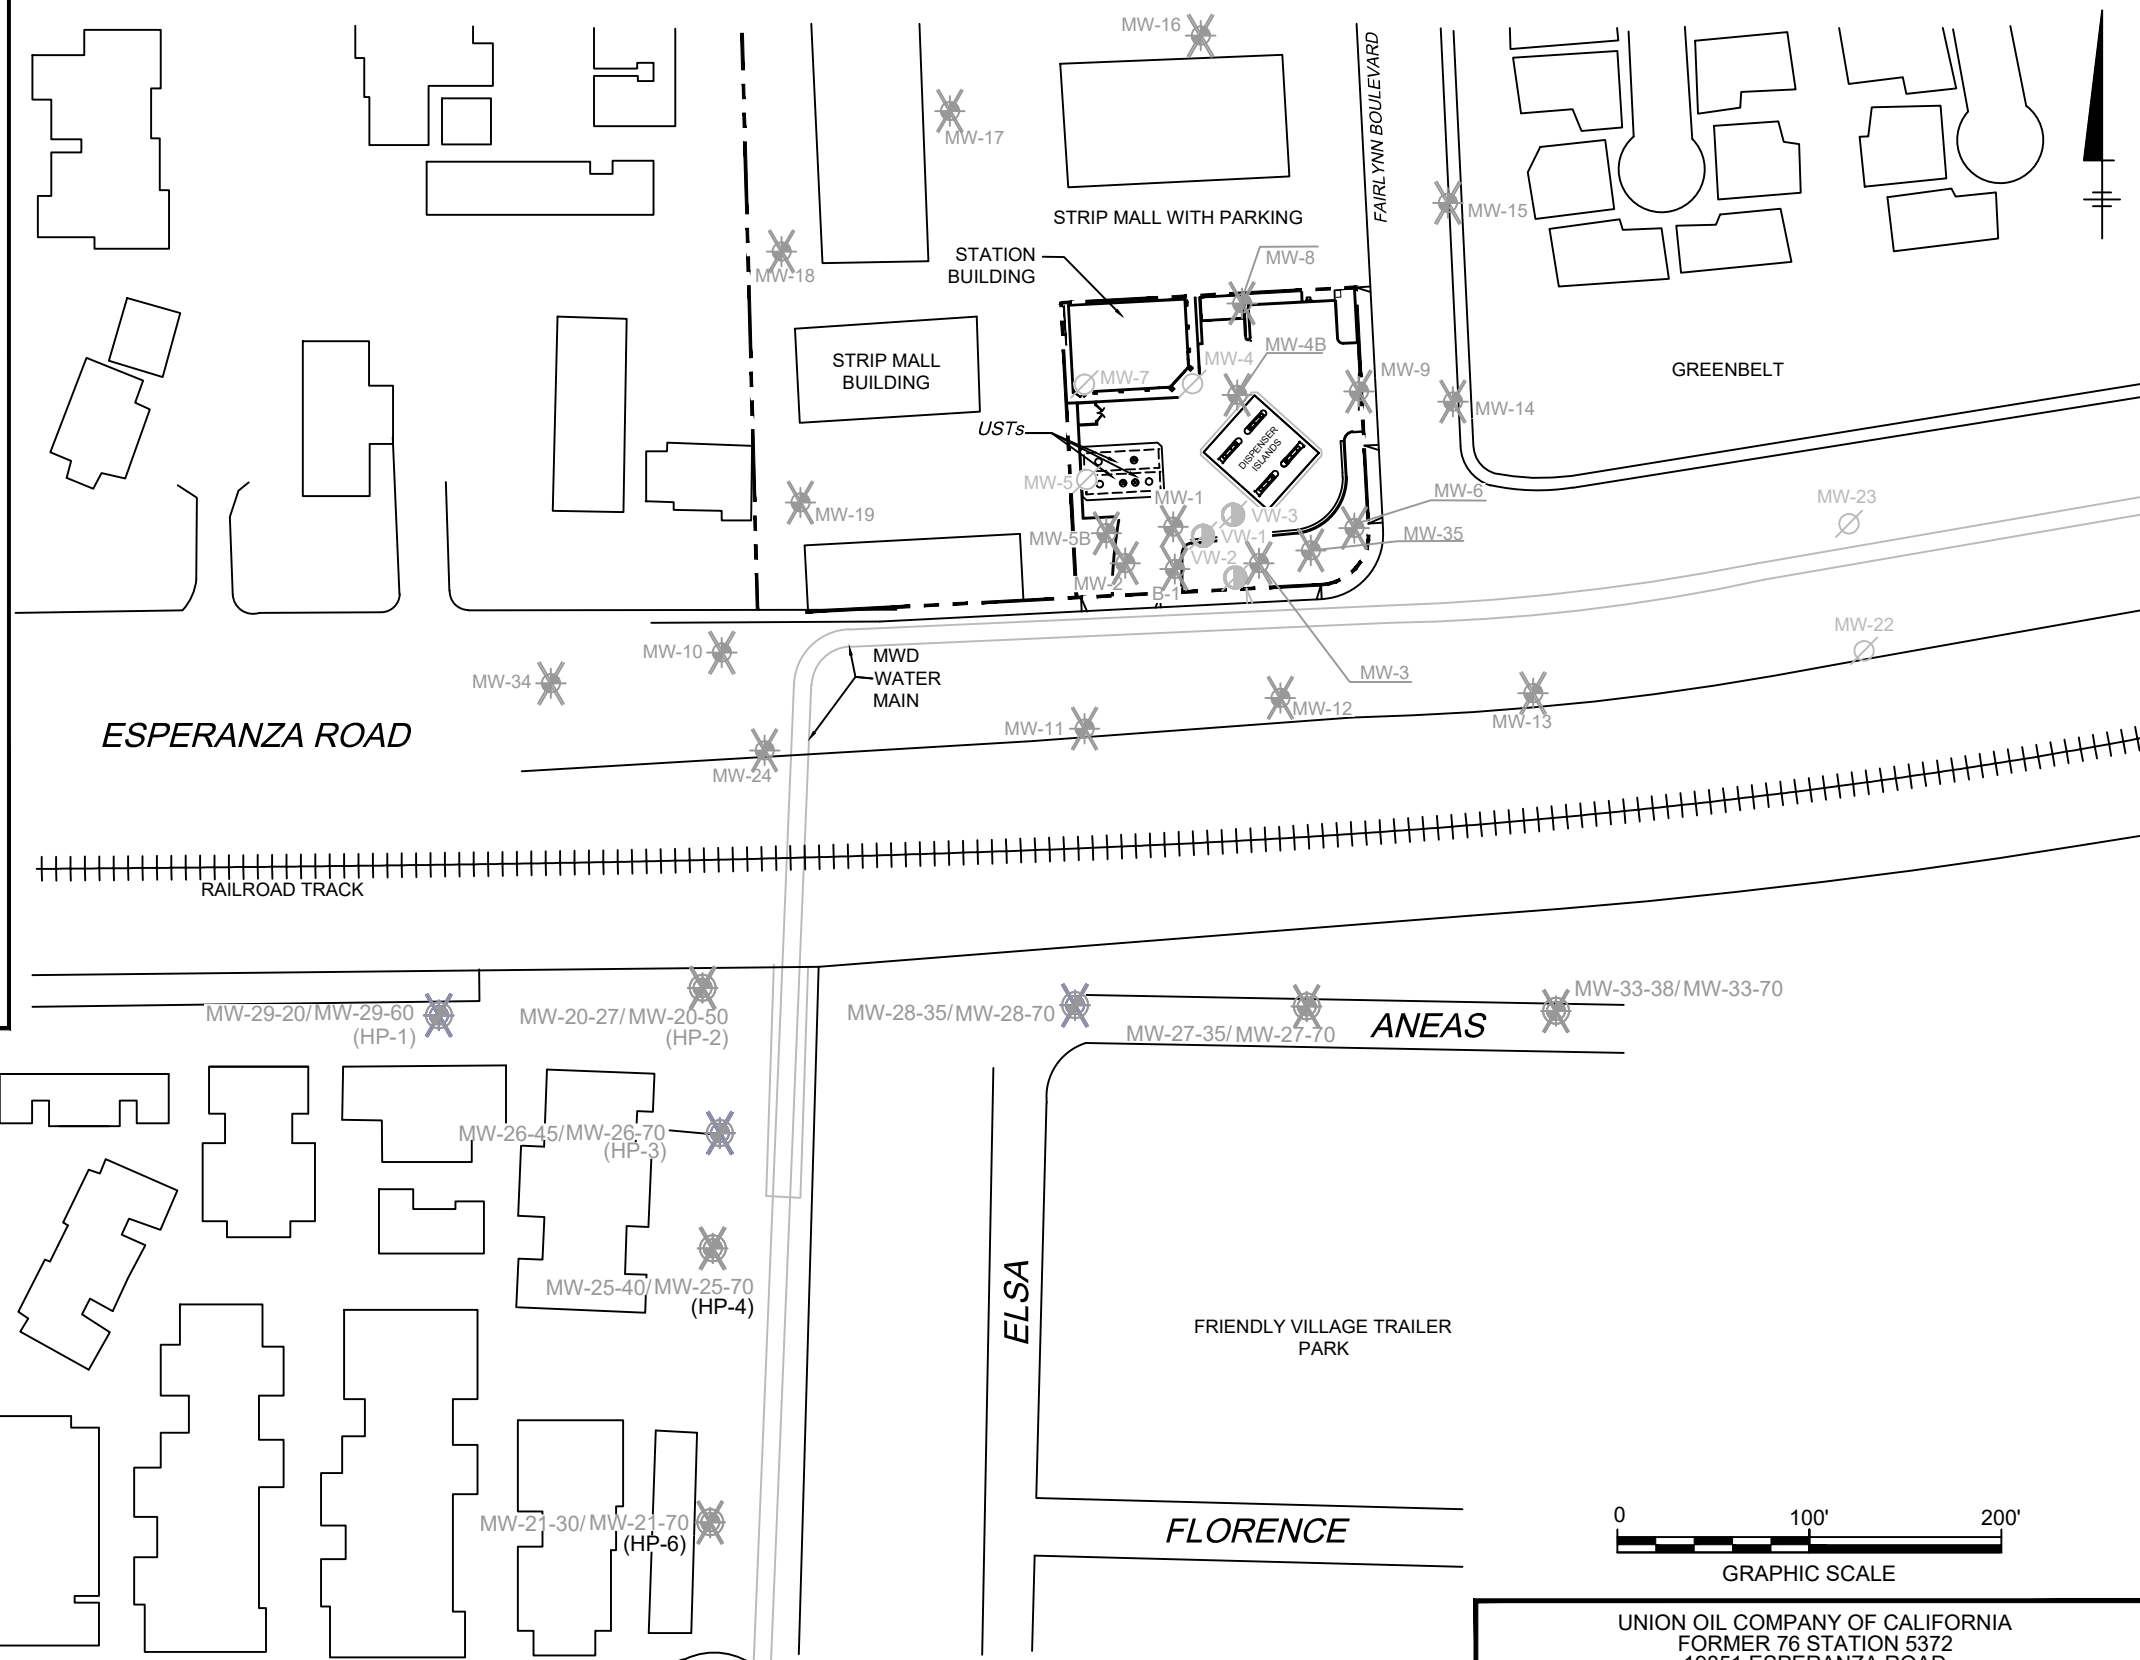 MW-16
FAIRLYNN BOULEVARD
MW-17
MW-15
STRIP MALL WITH PARKING
STATION
BUILDING
MW-8
MW-18
MW-4B
MW-4
STRIP MALL
BUILDING
MW-7
MW-9
GREENBELT
MW-14
USTs
DISPENSER
ISLANDS
MW-5
MW-1
MW-6
MW-23
MW-19
VW-3
MW-5B
VW-1
MW-35
VW-2
MW-2
B-1
MW-22
MW-10
MWD
WATER
MAIN
MW-34
MW-3
MW-12
MW-13
MW-11
ESPERANZA ROAD
MW-24
RAILROAD TRACK
MW-29-20/MW-29-60
(HP-1)
MW-20-27/MW-20-50
(HP-2)
MW-28-35/MW-28-70
MW-27-35/MW-27-70
MW-33-38/MW-33-70
ANEAS
MW-26-45/MW-26-70
(HP-3)
MW-25-40/MW-25-70
(HP-4)
ELSA
FRIENDLY VILLAGE TRAILER
PARK
MW-21-30/MW-21-70
(HP-6)
FLORENCE
0 100' 200'
GRAPHIC SCALE
UNION OIL COMPANY OF CALIFORNIA
FORMER 76 STATION 5372
19851 ESPERANZA ROAD